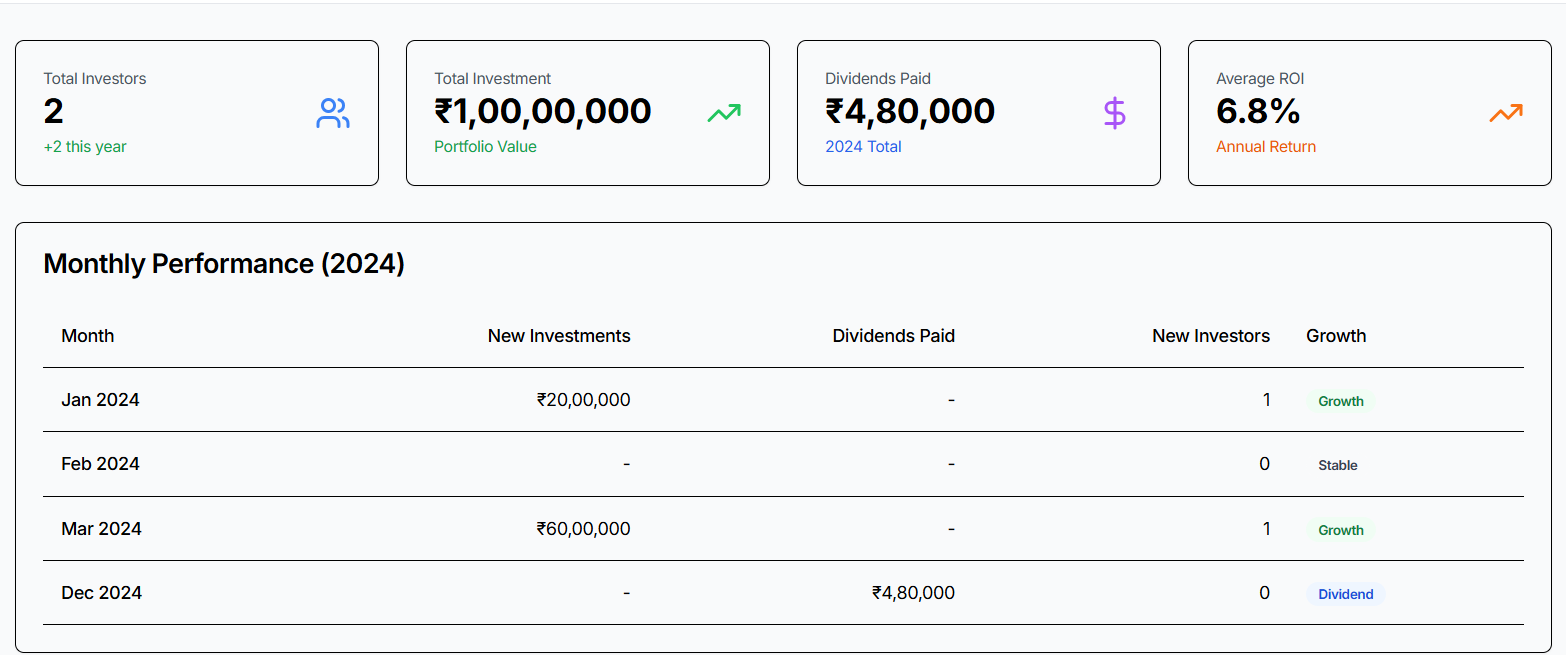 Total Investors
2
+2 this year
Total Investment
₹1,00,00,000
Portfolio Value
Dividends Paid
₹4,80,000
2024 Total
Average ROI
6.8%
Annual Return
Monthly Performance (2024)
Month New Investments Dividends Paid New Investors Growth
Jan 2024 ₹20,00,000 - 1 Growth
Feb 2024 - - 0 Stable
Mar 2024 ₹60,00,000 - 1 Growth
Dec 2024 - ₹4,80,000 0 Dividend